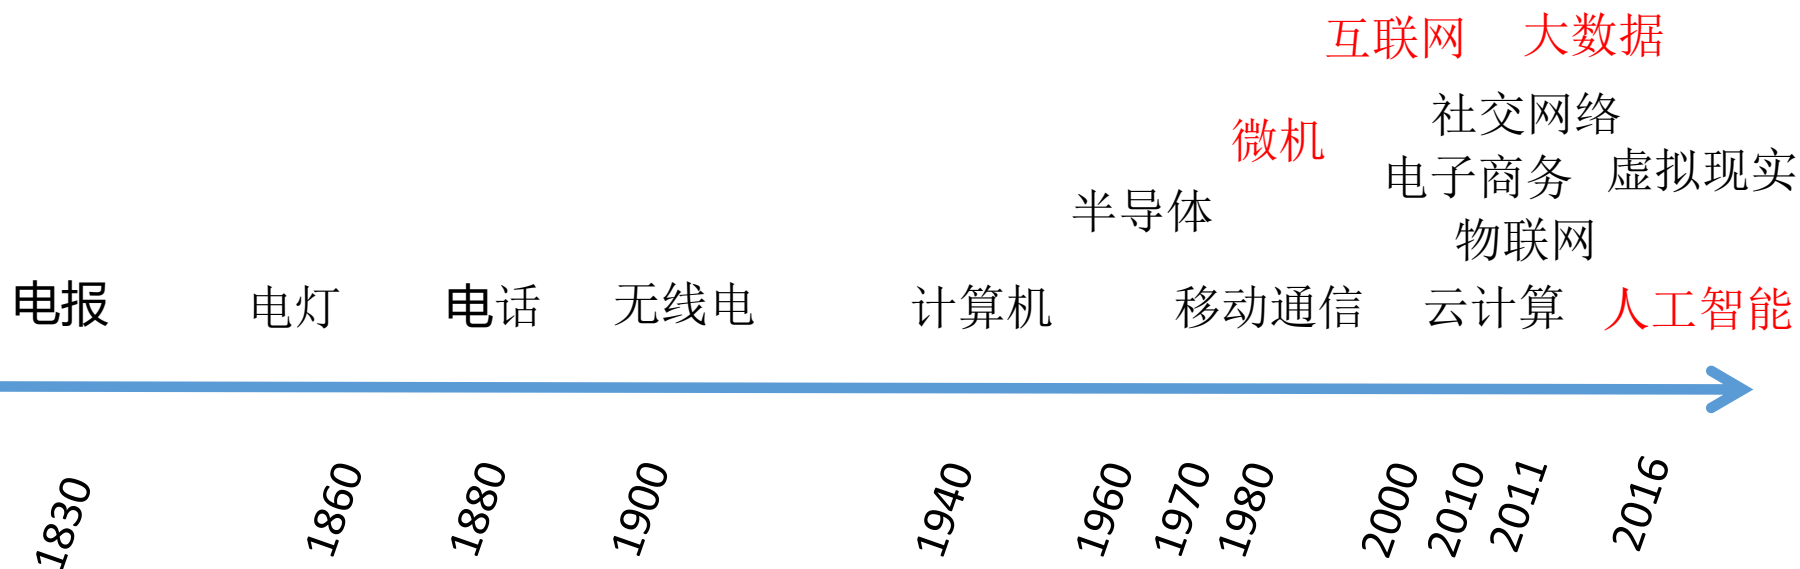 互联网 大数据
社交网络
微机
电子商务 虚拟现实
半导体
物联网
电报 电灯 电话 无线电 计算机 移动通信 云计算 人工智能
1830 1860 1880 1900 1940 1960 1970 1980 2000 2010 2011 2016